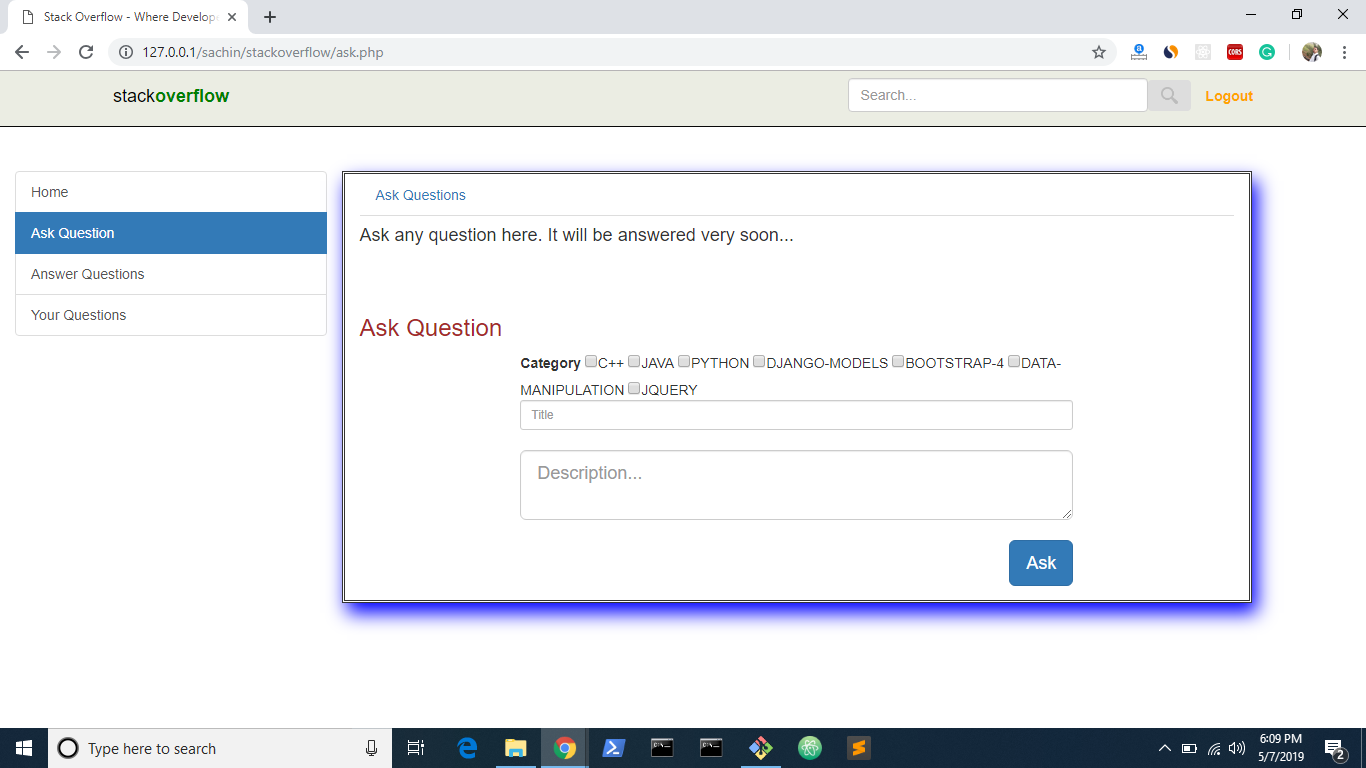 Stack Overflow - Where Develope
127.0.0.1/sachin/stackoverflow/ask.php
CORS
stackoverflow
Search...
Logout
Home
Ask Question
Answer Questions
Your Questions
Ask Questions
Ask any question here. It will be answered very soon...
Ask Question
Category C++ JAVA PYTHON DJANGO-MODELS BOOTSTRAP-4 DATA-
MANIPULATION JQUERY
Title
Description...
Ask
Type here to search
6:09 PM
5/7/2019
2